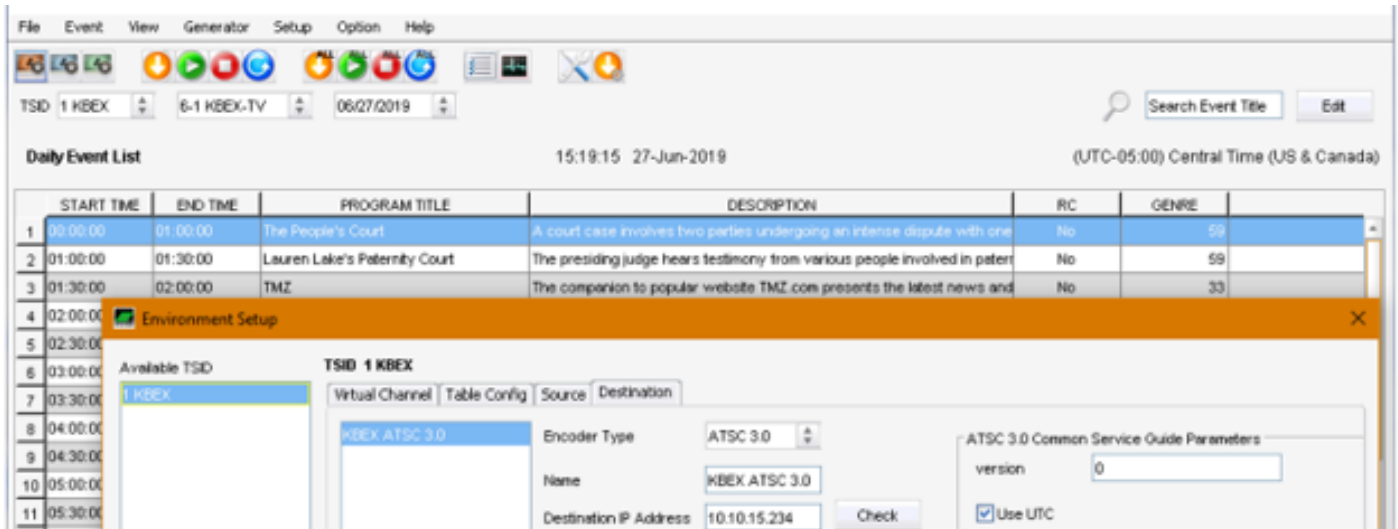 File Event View Generator Setup Option Help
ALL ALL ALL ALL
TSID 1 KBEX 6-1 KBEX-TV 06/27/2019 Search Event Title Edit
Daily Event List 15:19:15 27-Jun-2019 (UTC-05:00) Central Time (US & Canada)
START TIME END TIME PROGRAM TITLE DESCRIPTION RC GENRE
1 00:00:00 01:00:00 The People's Court A court case involves two parties undergoing an intense dispute with one No 59
2 01:00:00 01:30:00 Lauren Lake's Paternity Court The presiding judge hears testimony from various people involved in patern No 59
3 01:30:00 02:00:00 TMZ The companion to popular website TMZ.com presents the latest news and No 33
4 02:00:00 Environment Setup
5 02:30:00
6 03:00:00 Available TSID TSID 1 KBEX
7 03:30:00 1 KBEX Virtual Channel Table Config Source Destination
8 04:00:00 KBEX ATSC 3.0 Encoder Type ATSC 3.0 ATSC 3.0 Common Service Guide Parameters
9 04:30:00 version 0
10 05:00:00 Name KBEX ATSC 3.0
11 05:30:00 Destination IP Address 10.10.15.234 Check Use UTC